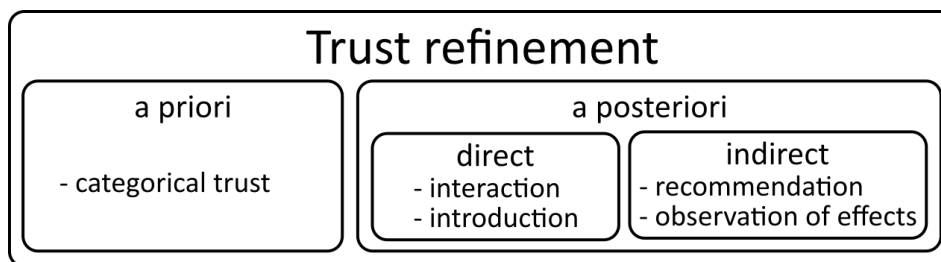 Trust refinement
a priori
- categorical trust
a posteriori
direct
- interaction
- introduction
indirect
- recommendation
- observation of effects